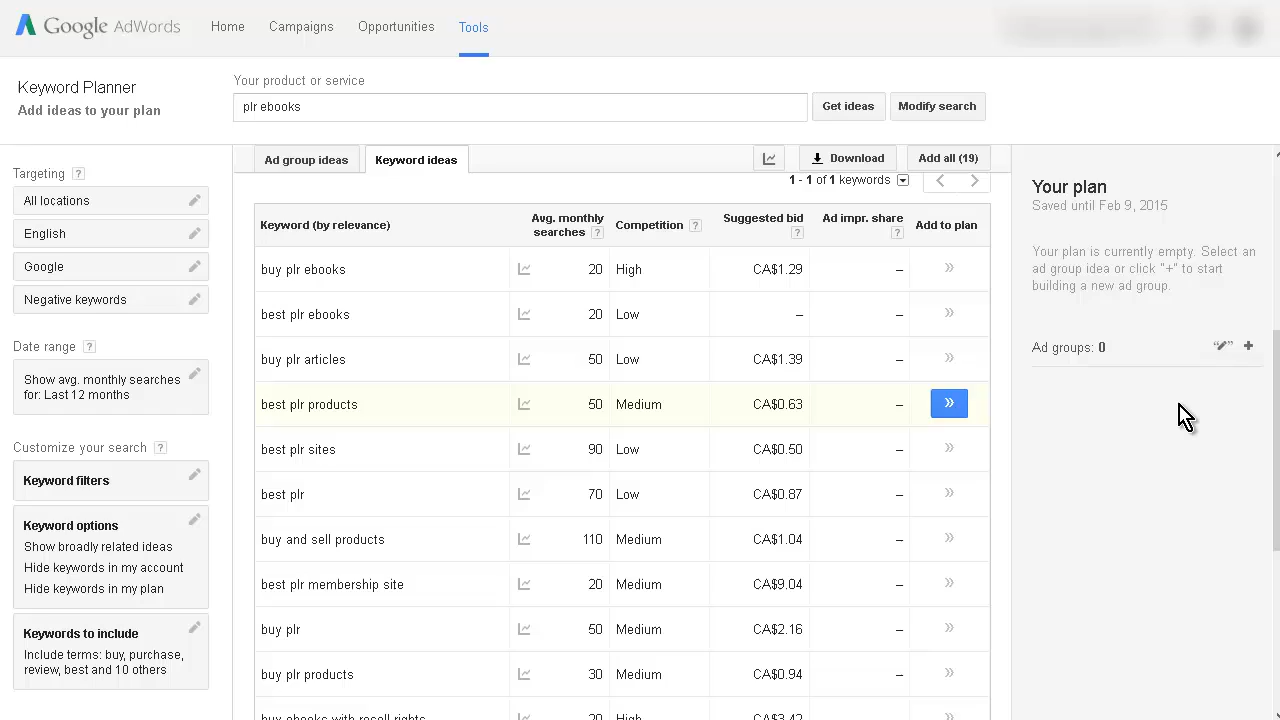 Google AdWords
Home
Campaigns
Opportunities
Tools
Keyword Planner
Add ideas to your plan
Your product or service
plr ebooks
Get ideas
Modify search
Targeting ?
All locations
English
Google
Negative keywords
Date range ?
Show avg. monthly searches
for: Last 12 months
Customize your search ?
Keyword filters
Keyword options
Show broadly related ideas
Hide keywords in my account
Hide keywords in my plan
Keywords to include
Include terms: buy, purchase,
review, best and 10 others
Ad group ideas
Keyword ideas
Download
Add all (19)
1 - 1 of 1 keywords
Keyword (by relevance) Avg. monthly searches ? Competition ? Suggested bid ? Ad impr. share ? Add to plan
buy plr ebooks 20 High CA$1.29 – »
best plr ebooks 20 Low – – »
buy plr articles 50 Low CA$1.39 – »
best plr products 50 Medium CA$0.63 – »
best plr sites 90 Low CA$0.50 – »
best plr 70 Low CA$0.87 – »
buy and sell products 110 Medium CA$1.04 – »
best plr membership site 20 Medium CA$9.04 – »
buy plr 50 Medium CA$2.16 – »
buy plr products 30 Medium CA$0.94 – »
buy ebooks with resell rights 20 High CA$3.42
Your plan
Saved until Feb 9, 2015
Your plan is currently empty. Select an
ad group idea or click "+" to start
building a new ad group.
Ad groups: 0